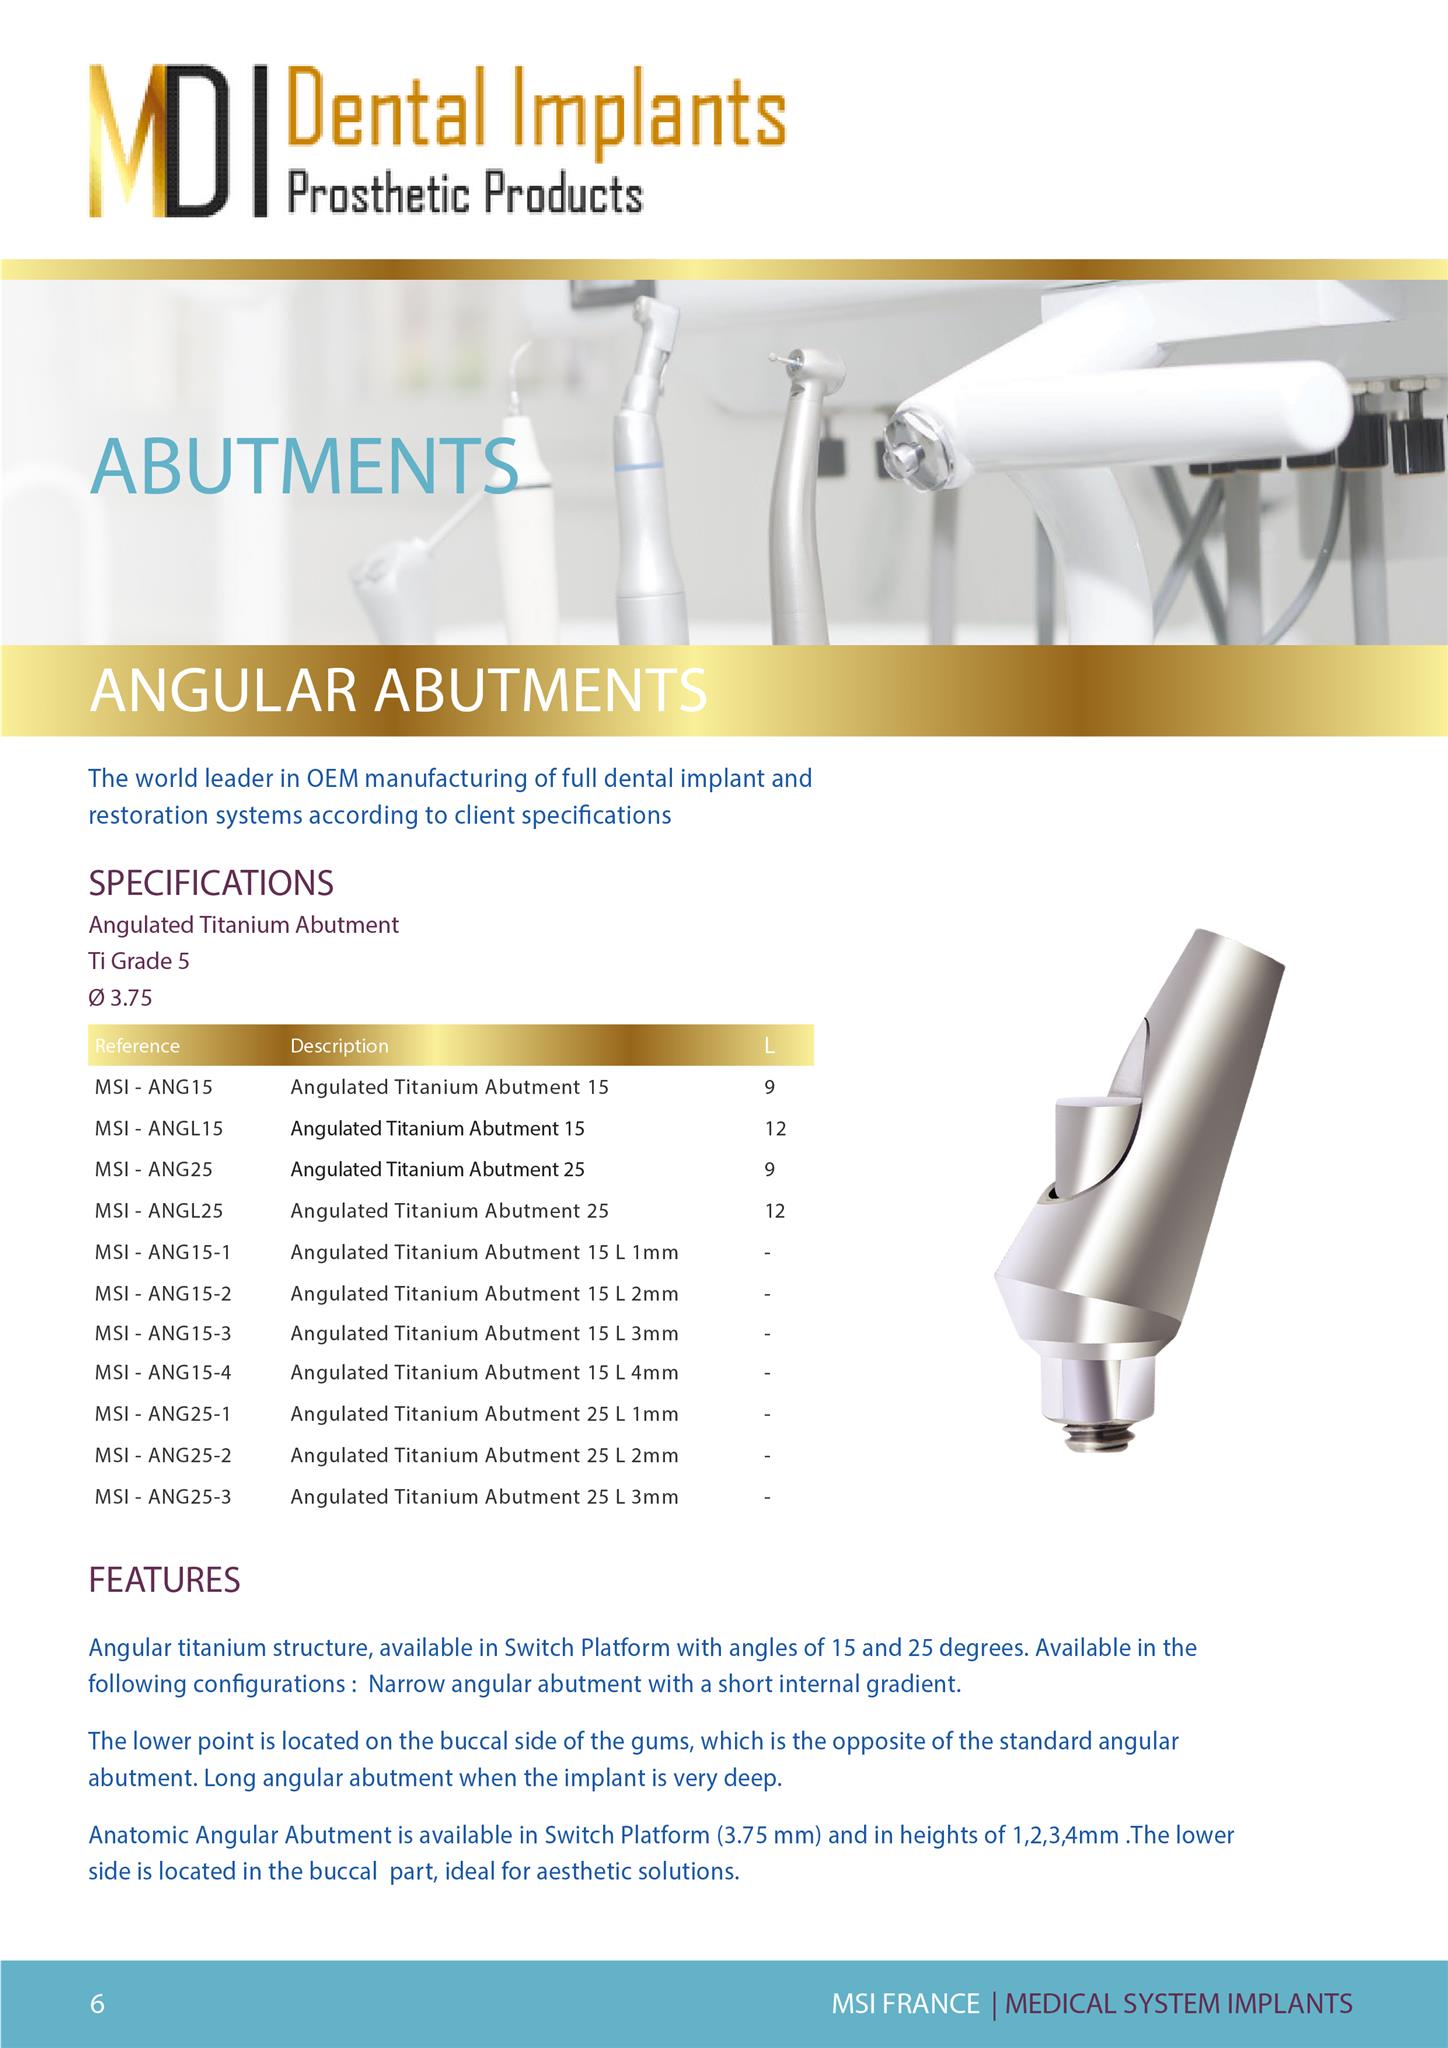 MDI Dental Implants
Prosthetic Products
ABUTMENTS
ANGULAR ABUTMENTS
The world leader in OEM manufacturing of full dental implant and
restoration systems according to client specifications
SPECIFICATIONS
Angulated Titanium Abutment
Ti Grade 5
Ø 3.75
Reference Description L
MSI - ANG15 Angulated Titanium Abutment 15 9
MSI - ANGL15 Angulated Titanium Abutment 15 12
MSI - ANG25 Angulated Titanium Abutment 25 9
MSI - ANGL25 Angulated Titanium Abutment 25 12
MSI - ANG15-1 Angulated Titanium Abutment 15 L 1mm -
MSI - ANG15-2 Angulated Titanium Abutment 15 L 2mm -
MSI - ANG15-3 Angulated Titanium Abutment 15 L 3mm -
MSI - ANG15-4 Angulated Titanium Abutment 15 L 4mm -
MSI - ANG25-1 Angulated Titanium Abutment 25 L 1mm -
MSI - ANG25-2 Angulated Titanium Abutment 25 L 2mm -
MSI - ANG25-3 Angulated Titanium Abutment 25 L 3mm -
FEATURES
Angular titanium structure, available in Switch Platform with angles of 15 and 25 degrees. Available in the
following configurations :  Narrow angular abutment with a short internal gradient.
The lower point is located on the buccal side of the gums, which is the opposite of the standard angular
abutment. Long angular abutment when the implant is very deep.
Anatomic Angular Abutment is available in Switch Platform (3.75 mm) and in heights of 1,2,3,4mm .The lower
side is located in the buccal  part, ideal for aesthetic solutions.
6 MSI FRANCE | MEDICAL SYSTEM IMPLANTS